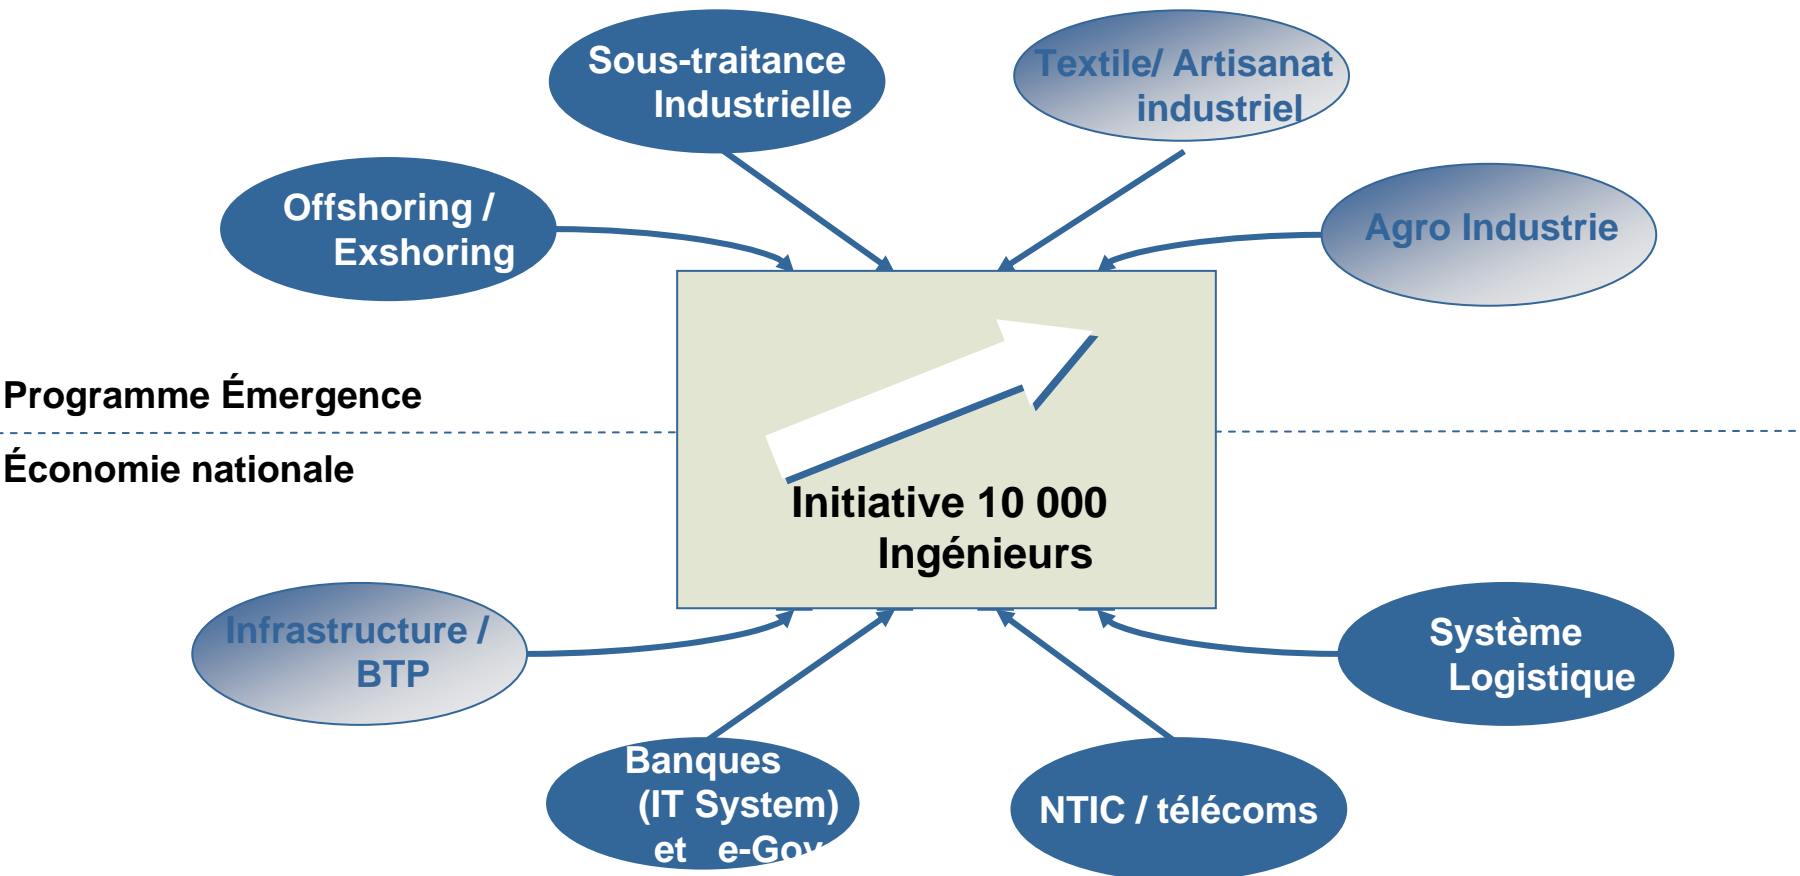 Sous-traitance
Industrielle
Textile/ Artisanat
industriel
Offshoring /
Exshoring
Agro Industrie
Programme Émergence
Économie nationale
Initiative 10 000
Ingénieurs
Infrastructure /
BTP
Système
Logistique
Banques
(IT System)
et e-Gov
NTIC / télécoms